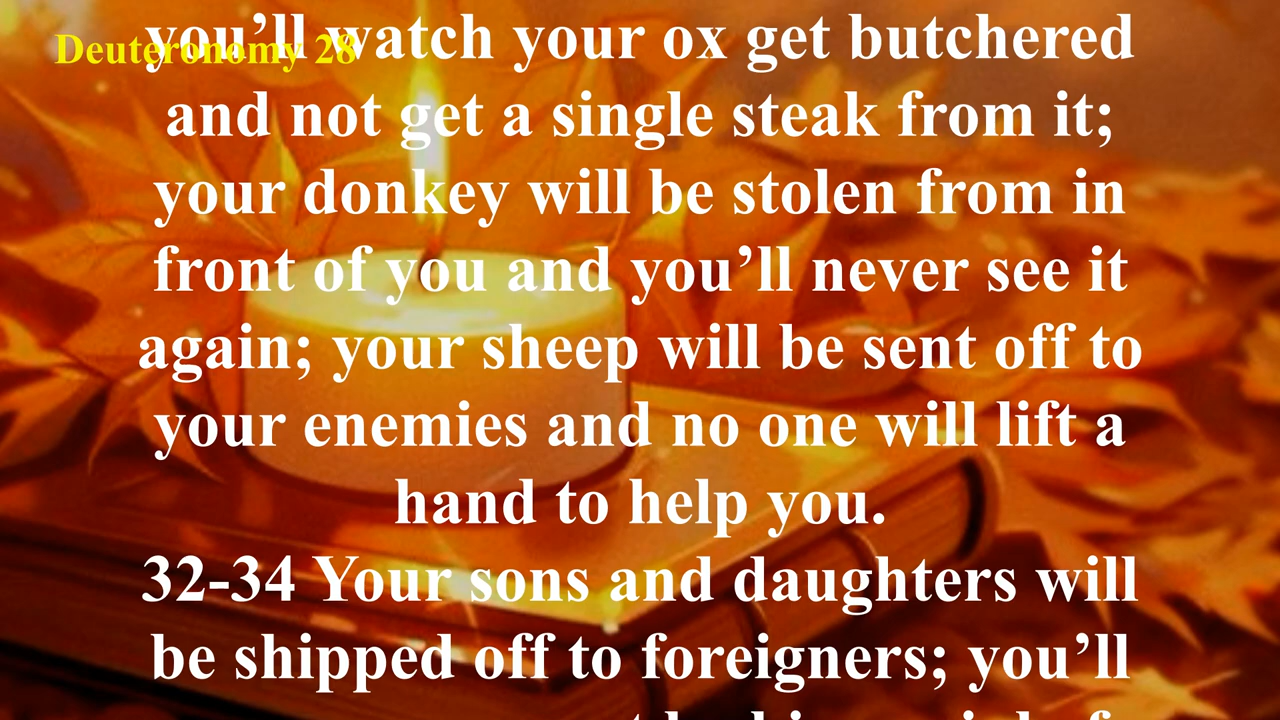 Deuteronomy 28
you’ll watch your ox get butchered
and not get a single steak from it;
your donkey will be stolen from in
front of you and you’ll never see it
again; your sheep will be sent off to
your enemies and no one will lift a
hand to help you.
32-34 Your sons and daughters will
be shipped off to foreigners; you’ll